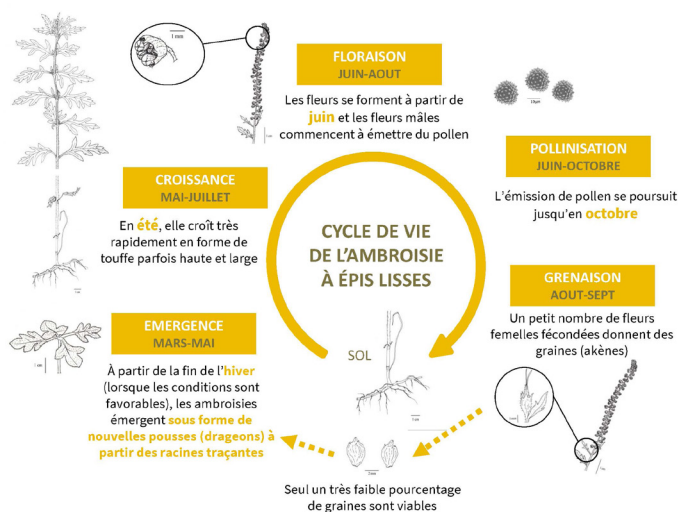 1 mm
FLORAISON
JUIN-AOUT
Les fleurs se forment à partir de
juin et les fleurs mâles
commencent à émettre du pollen
POLLINISATION
JUIN-OCTOBRE
L'émission de pollen se poursuit
jusqu'en octobre
CROISSANCE
MAI-JUILLET
En été, elle croît très
rapidement en forme de
touffe parfois haute et large
CYCLE DE VIE
DE L'AMBROISIE
À ÉPIS LISSES
GRENAISON
AOUT-SEPT
Un petit nombre de fleurs
femelles fécondées donnent des
graines (akènes)
EMERGENCE
MARS-MAI
À partir de la fin de l'hiver
(lorsque les conditions sont
favorables), les ambroisies
émergent sous forme de
nouvelles pousses (drageons) à
partir des racines traçantes
SOL
Seul un très faible pourcentage
de graines sont viables